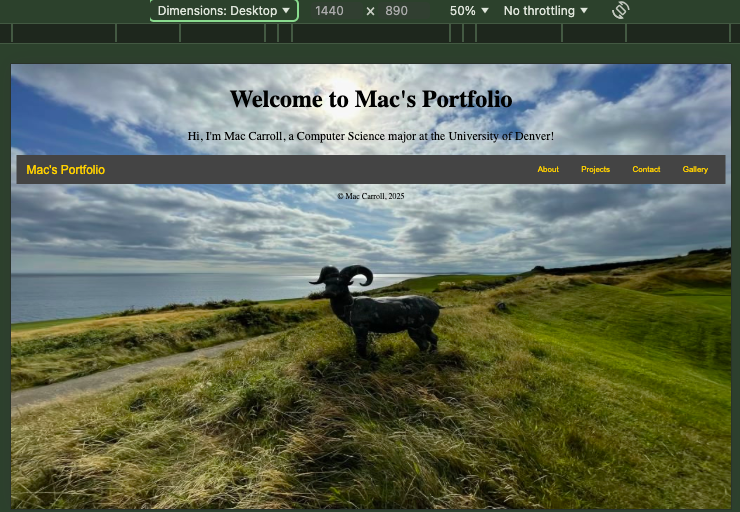 Dimensions: Desktop ▼ 1440 × 890 50% ▼ No throttling ▼
Welcome to Mac's Portfolio
Hi, I'm Mac Carroll, a Computer Science major at the University of Denver!
Mac's Portfolio About Projects Contact Gallery
© Mac Carroll, 2025